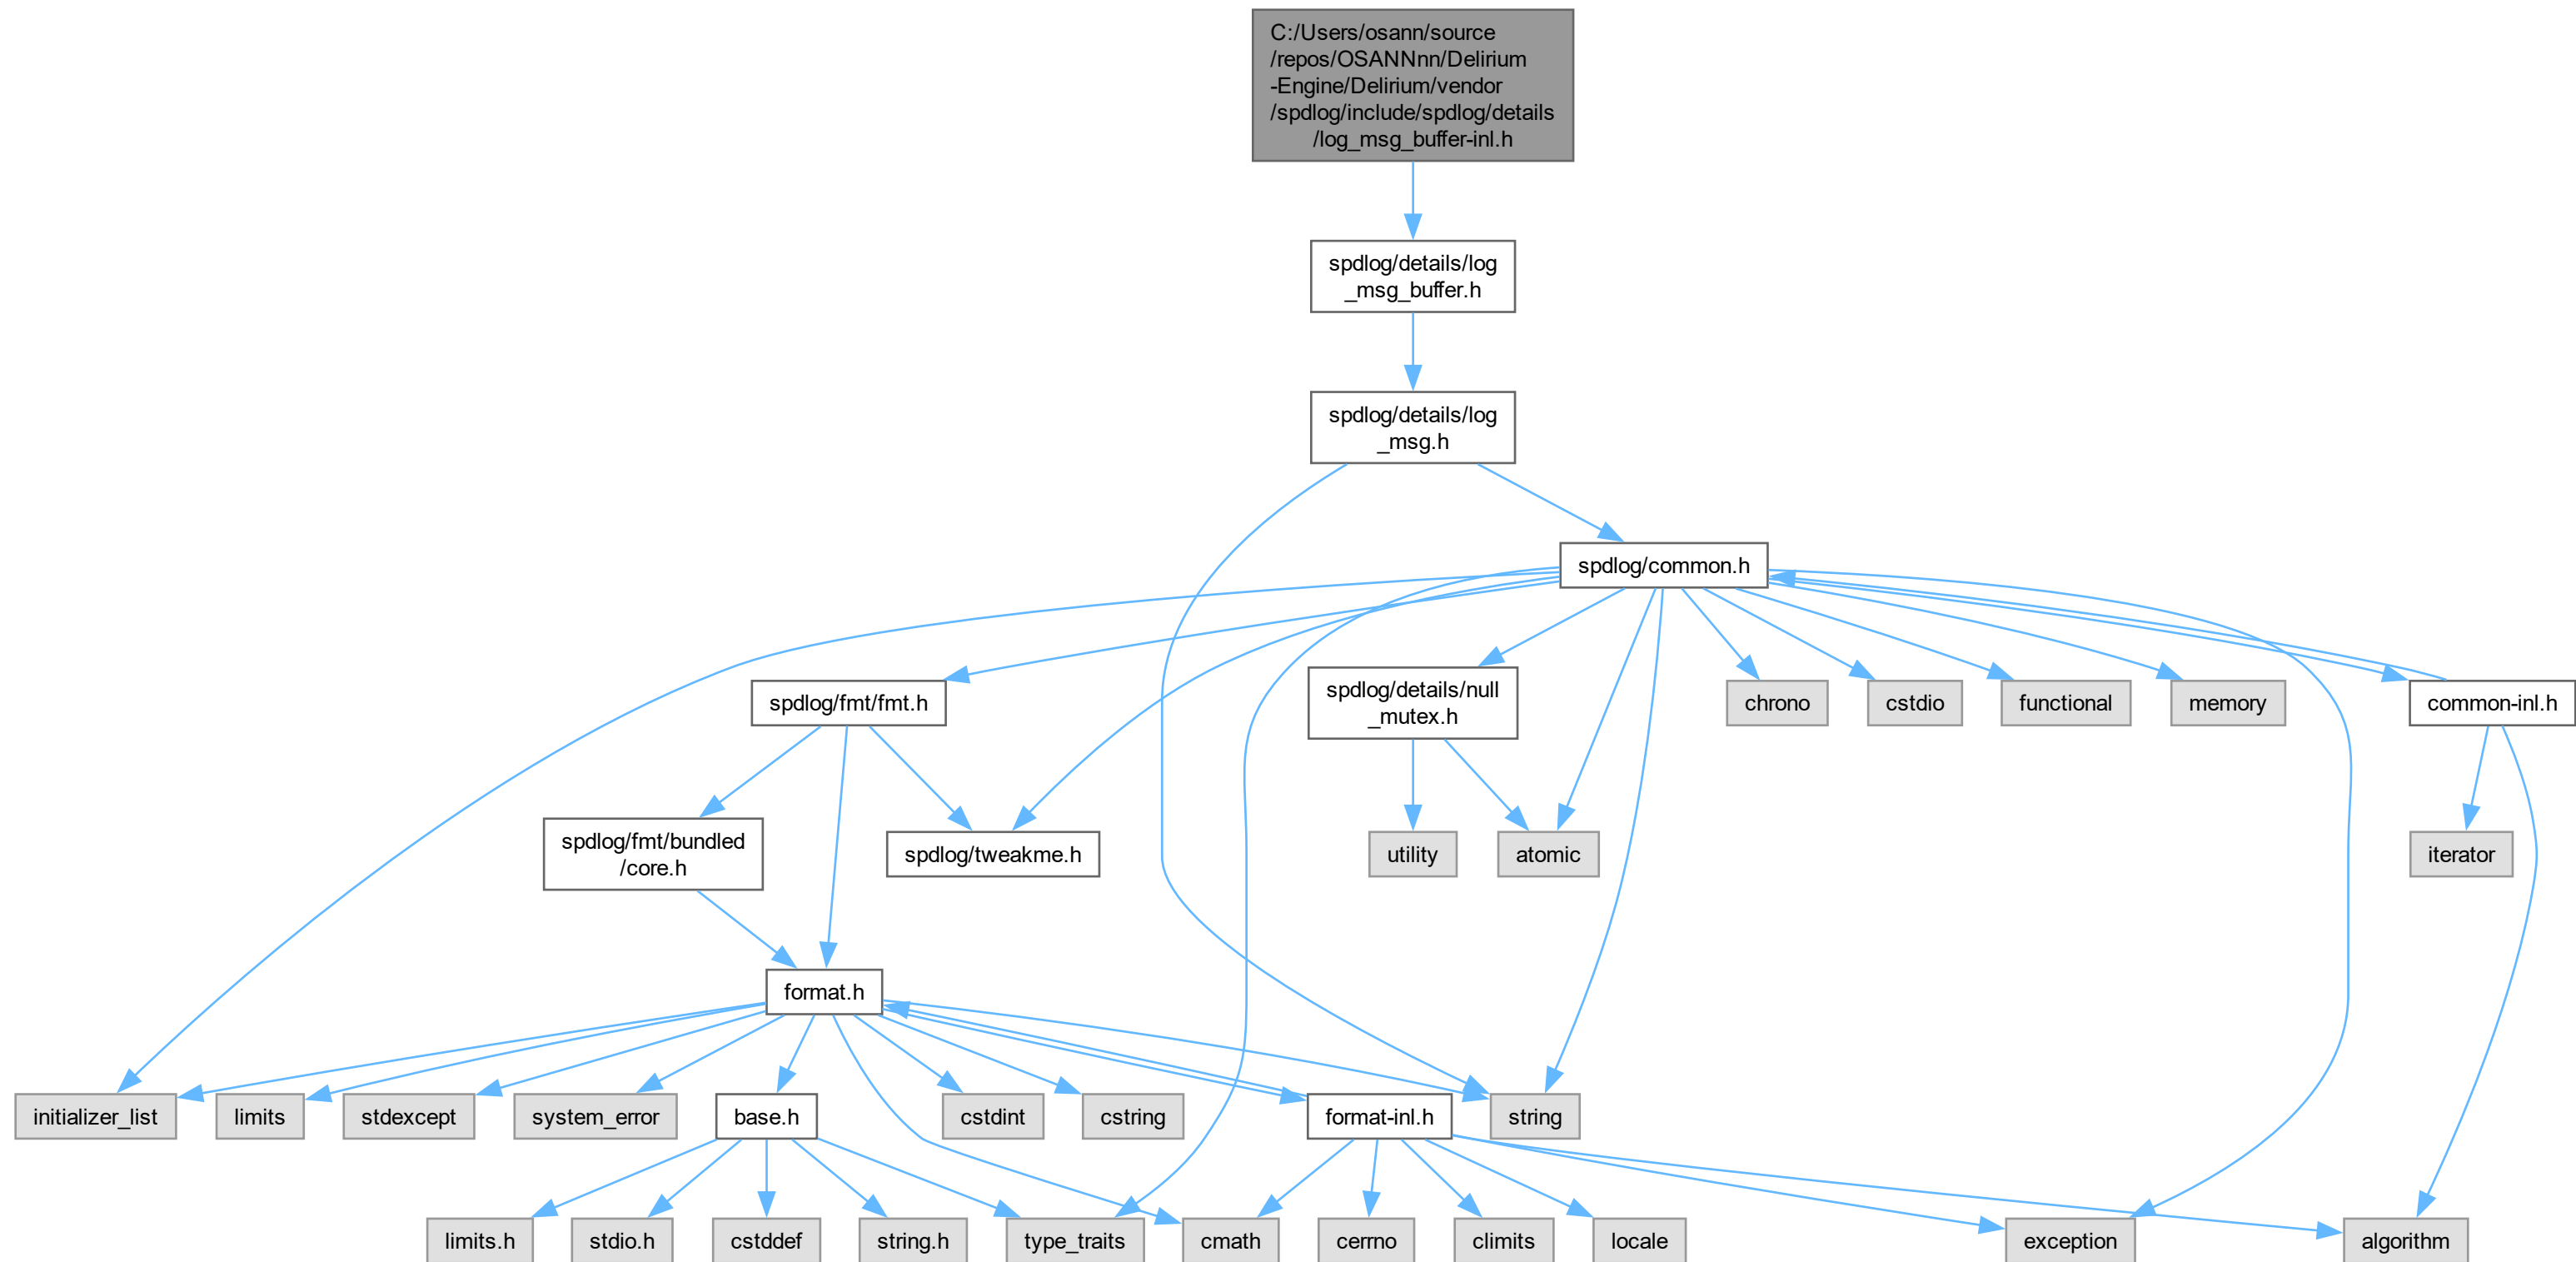 C:/Users/osann/source
/repos/OSANNnn/Delirium
-Engine/Delirium/vendor
/spdlog/include/spdlog/details
/log_msg_buffer-inl.h
spdlog/details/log
_msg_buffer.h
spdlog/details/log
_msg.h
spdlog/common.h
spdlog/fmt/fmt.h
spdlog/details/null
_mutex.h
chrono
cstdio
functional
memory
common-inl.h
spdlog/fmt/bundled
/core.h
spdlog/tweakme.h
utility
atomic
iterator
format.h
initializer_list
limits
stdexcept
system_error
base.h
cstdint
cstring
format-inl.h
string
limits.h
stdio.h
cstddef
string.h
type_traits
cmath
cerrno
climits
locale
exception
algorithm